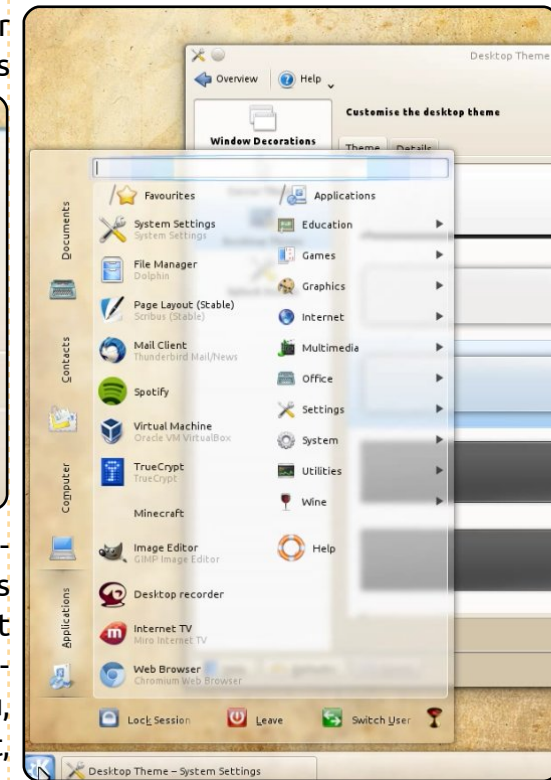 Desktop Theme
Overview
Help
Window Decorations
Customise the desktop theme
Theme
Details
Documents
Contacts
Computer
Applications
/Favourites
System Settings
System Settings
File Manager
Dolphin
Page Layout (Stable)
Scribus (Stable)
Mail Client
Thunderbird Mail/News
Spotify
Virtual Machine
Oracle VM VirtualBox
TrueCrypt
TrueCrypt
Minecraft
Image Editor
GIMP Image Editor
Desktop recorder
Internet TV
Miro Internet TV
Web Browser
Chromium Web Browser
/Applications
Education
Games
Graphics
Internet
Multimedia
Office
Settings
System
Utilities
Wine
Help
Lock Session
Leave
Switch User
Desktop Theme – System Settings